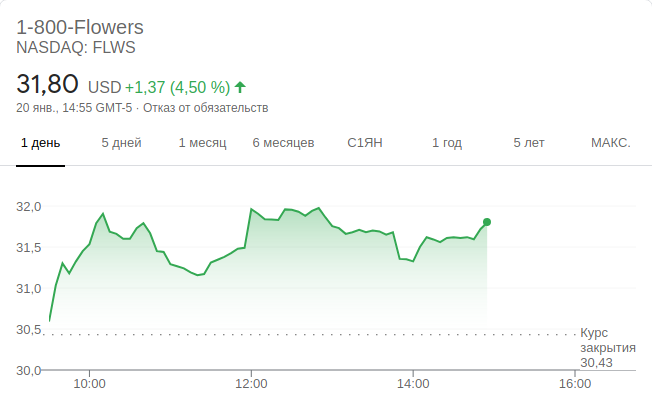 1-800-Flowers
NASDAQ: FLWS
31,80 USD +1,37 (4,50 %)
20 янв., 14:55 GMT-5 · Отказ от обязательств
1 день 5 дней 1 месяц 6 месяцев С1ЯН 1 год 5 лет МАКС.
32,0
31,5
31,0
30,5
Курс
закрытия
30,43
30,0
10:00 12:00 14:00 16:00